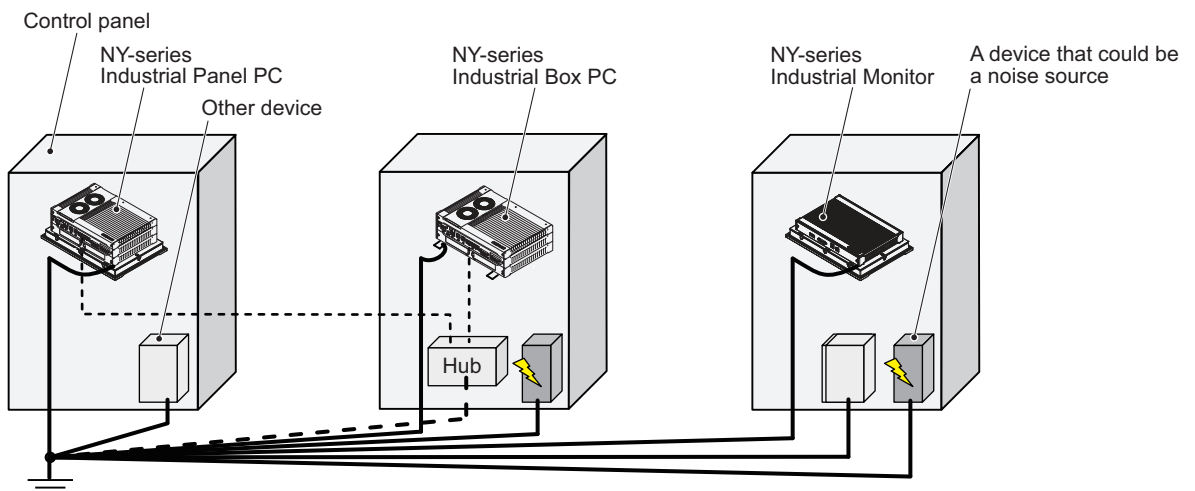 Control panel
NY-series
Industrial Panel PC
Other device
NY-series
Industrial Box PC
NY-series
Industrial Monitor
A device that could be
a noise source
Hub